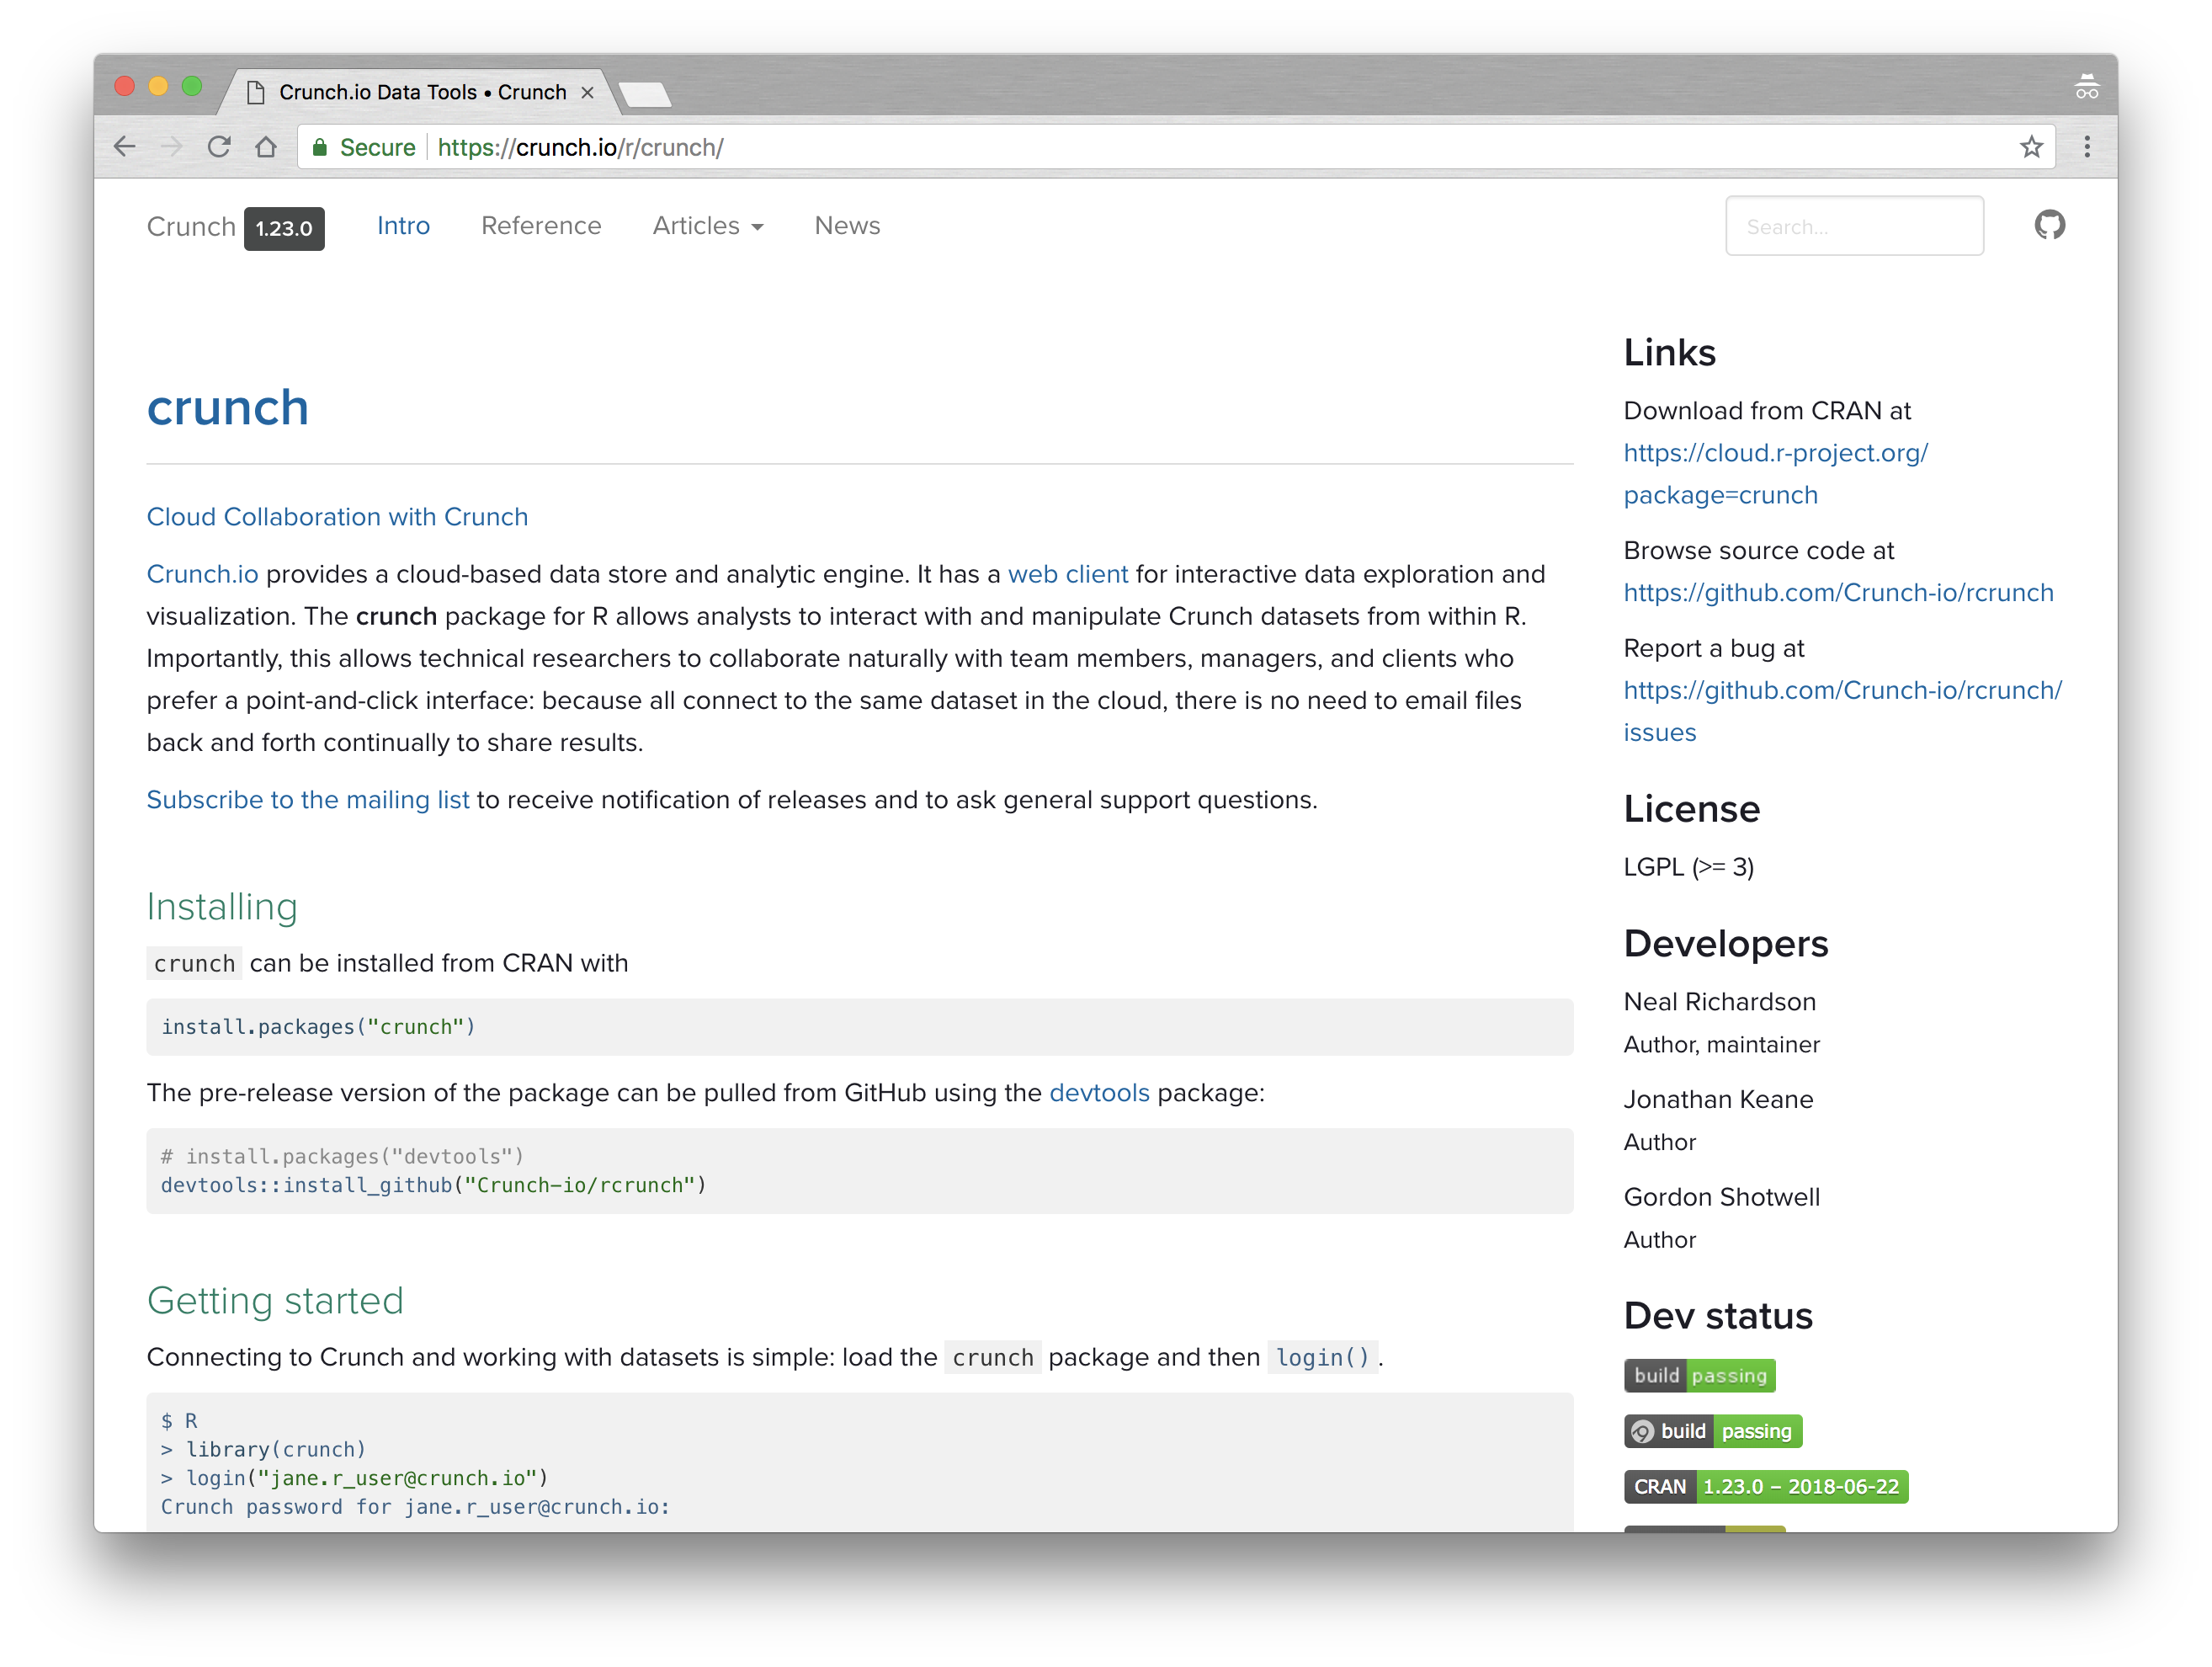 Crunch.io Data Tools • Crunch
Secure https://crunch.io/r/crunch/
Crunch 1.23.0 Intro Reference Articles News Search...
crunch
Cloud Collaboration with Crunch
Crunch.io provides a cloud-based data store and analytic engine. It has a web client for interactive data exploration and
visualization. The crunch package for R allows analysts to interact with and manipulate Crunch datasets from within R.
Importantly, this allows technical researchers to collaborate naturally with team members, managers, and clients who
prefer a point-and-click interface: because all connect to the same dataset in the cloud, there is no need to email files
back and forth continually to share results.
Subscribe to the mailing list to receive notification of releases and to ask general support questions.
Installing
crunch can be installed from CRAN with
install.packages("crunch")
The pre-release version of the package can be pulled from GitHub using the devtools package:
# install.packages("devtools")
devtools::install_github("Crunch-io/rcrunch")
Getting started
Connecting to Crunch and working with datasets is simple: load the crunch package and then login().
$ R
> library(crunch)
> login("jane.r_user@crunch.io")
Crunch password for jane.r_user@crunch.io:
Links
Download from CRAN at
https://cloud.r-project.org/
package=crunch
Browse source code at
https://github.com/Crunch-io/rcrunch
Report a bug at
https://github.com/Crunch-io/rcrunch/
issues
License
LGPL (>= 3)
Developers
Neal Richardson
Author, maintainer
Jonathan Keane
Author
Gordon Shotwell
Author
Dev status
build passing
build passing
CRAN 1.23.0 – 2018-06-22